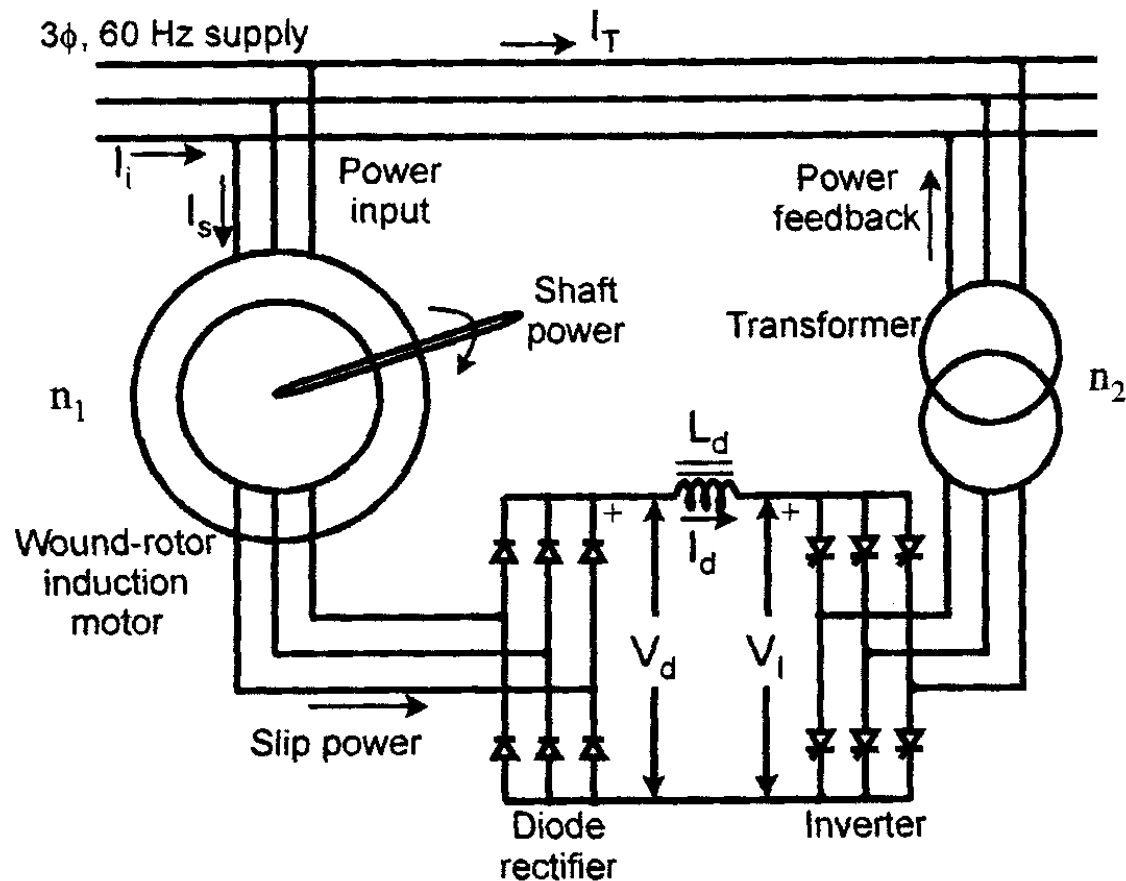 3ϕ, 60 Hz supply
I_T
I_i
I_s
Power
input
Power
feedback
Shaft
power
Transformer
n_1
n_2
L_d
+
I_d
+
Wound-rotor
induction
motor
V_d
V_I
Slip power
Diode
rectifier
Inverter